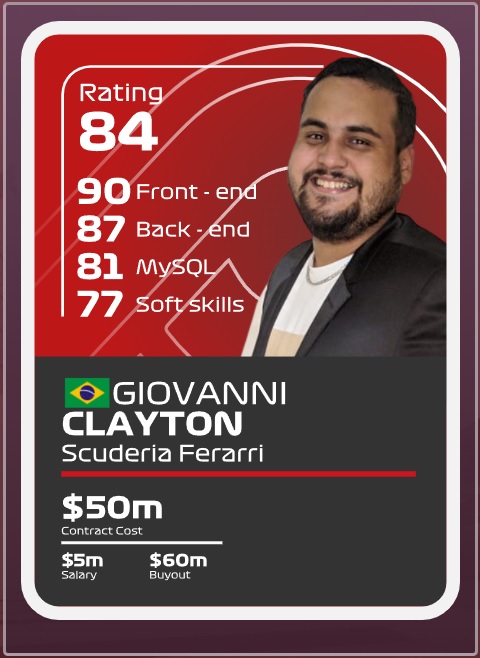 Rating
84
90 Front - end
87 Back - end
81 MySQL
77 Soft skills
GIOVANNI
CLAYTON
Scuderia Ferarri
$50m
Contract Cost
$5m $60m
Salary Buyout